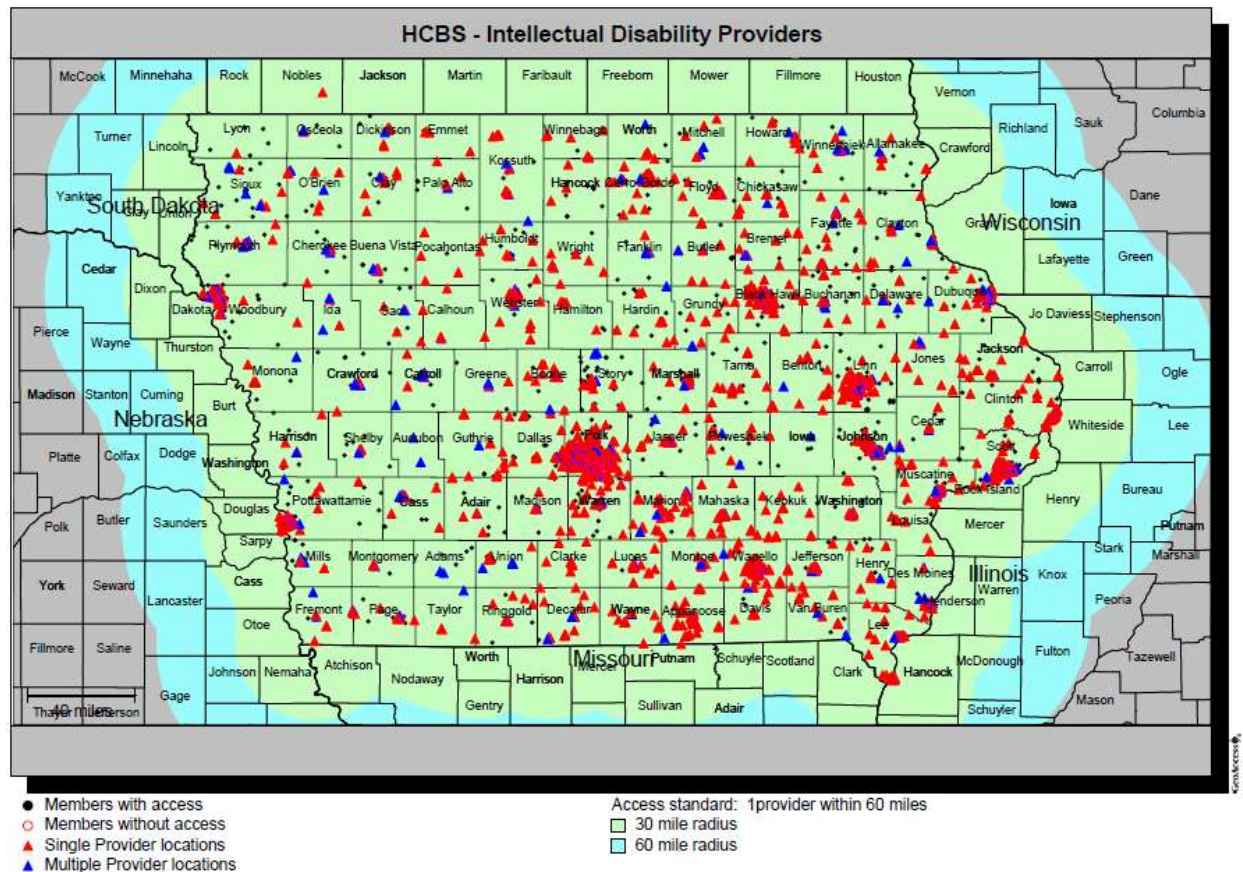 HCBS - Intellectual Disability Providers
McCook Minnehaha Rock Nobles Jackson Martin Faribault Freeborn Mower Fillmore Houston
Vernon Columbia
Richland Sauk
Turner Lincoln Lyon Osceola Dickinson Emmet Winnebago Worth Mitchell Howard Winneshiek Allamakee Crawford
Kossuth
Yankton Clay Union Sioux O'Brien Clay Palo Alto Hancock Cerro Gordo Floyd Chickasaw Iowa Dane
South Dakota Wisconsin
Fayette Clayton Grant
Plymouth Cherokee Buena Vista Pocahontas Humboldt Wright Franklin Butler Bremer Lafayette Green
Cedar
Dixon
Dakota Woodbury Ida Sac Calhoun Webster Hamilton Hardin Grundy Black Hawk Buchanan Delaware Dubuque Jo Daviess Stephenson
Pierce Wayne Thurston
Monona Crawford Carroll Greene Boone Story Marshall Tama Benton Linn Jones Jackson Carroll Ogle
Madison Stanton Cuming Burt Clinton
Nebraska
Harrison Shelby Audubon Guthrie Dallas Polk Jasper Poweshiek Iowa Johnson Cedar Scott Whiteside Lee
Platte Colfax Dodge Washington
Muscatine Rock Island
Pottawattamie Cass Adair Madison Warren Marion Mahaska Keokuk Washington Louisa Henry Bureau
Polk Butler Saunders Douglas Mercer Putnam
Sarpy Stark Marshall
Mills Montgomery Adams Union Clarke Lucas Monroe Wapello Jefferson Henry Des Moines Illinois Knox
York Seward Cass Warren Peoria
Lancaster Henderson
Fremont Page Taylor Ringgold Decatur Wayne Appanoose Davis Van Buren Lee
Otoe
Fillmore Saline Fulton Tazewell
Johnson Nemaha Atchison Nodaway Worth Harrison Mercer Putnam Schuyler Scotland Clark Hancock McDonough
Missouri
Gage Mason
Gentry Sullivan Adair Schuyler
Thayer Jefferson
40 miles
GeoAccess
Members with access
Members without access
Single Provider locations
Multiple Provider locations
Access standard: 1provider within 60 miles
30 mile radius
60 mile radius